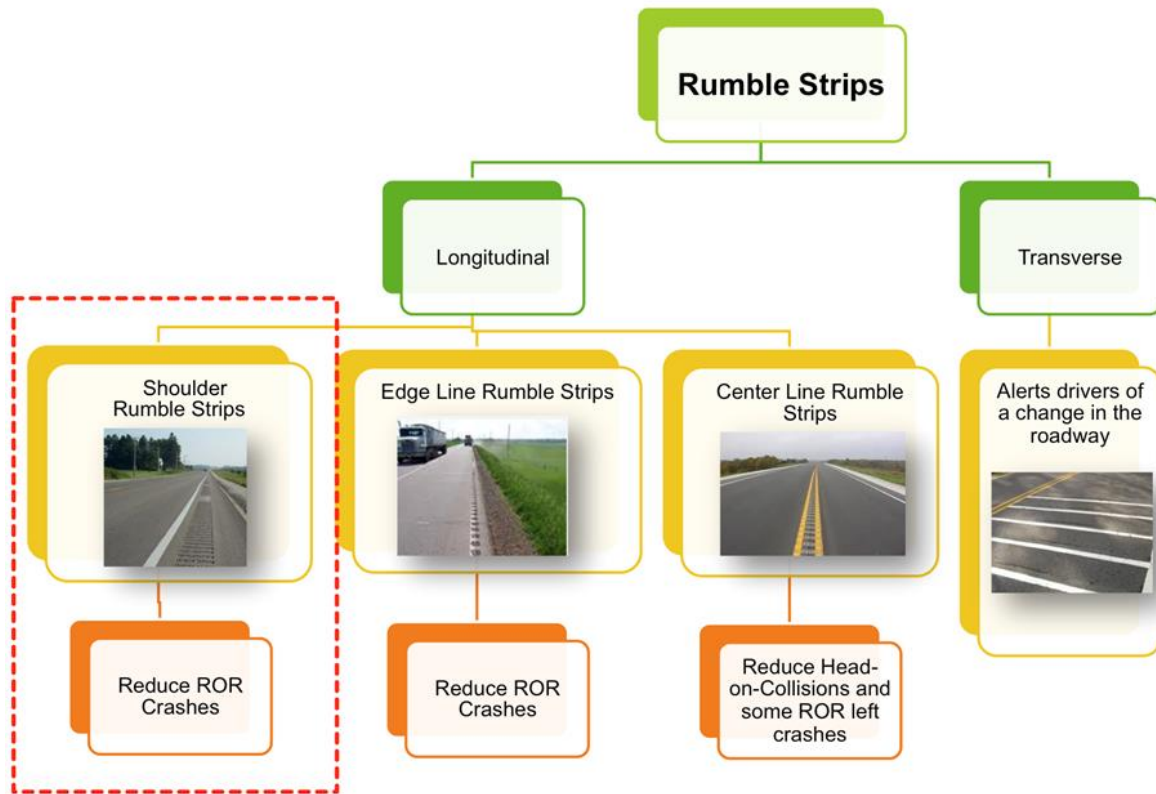 Rumble Strips
Longitudinal
Transverse
Shoulder
Rumble Strips
Edge Line Rumble Strips
Center Line Rumble
Strips
Alerts drivers of
a change in the
roadway
Reduce ROR
Crashes
Reduce ROR
Crashes
Reduce Head-
on-Collisions and
some ROR left
crashes